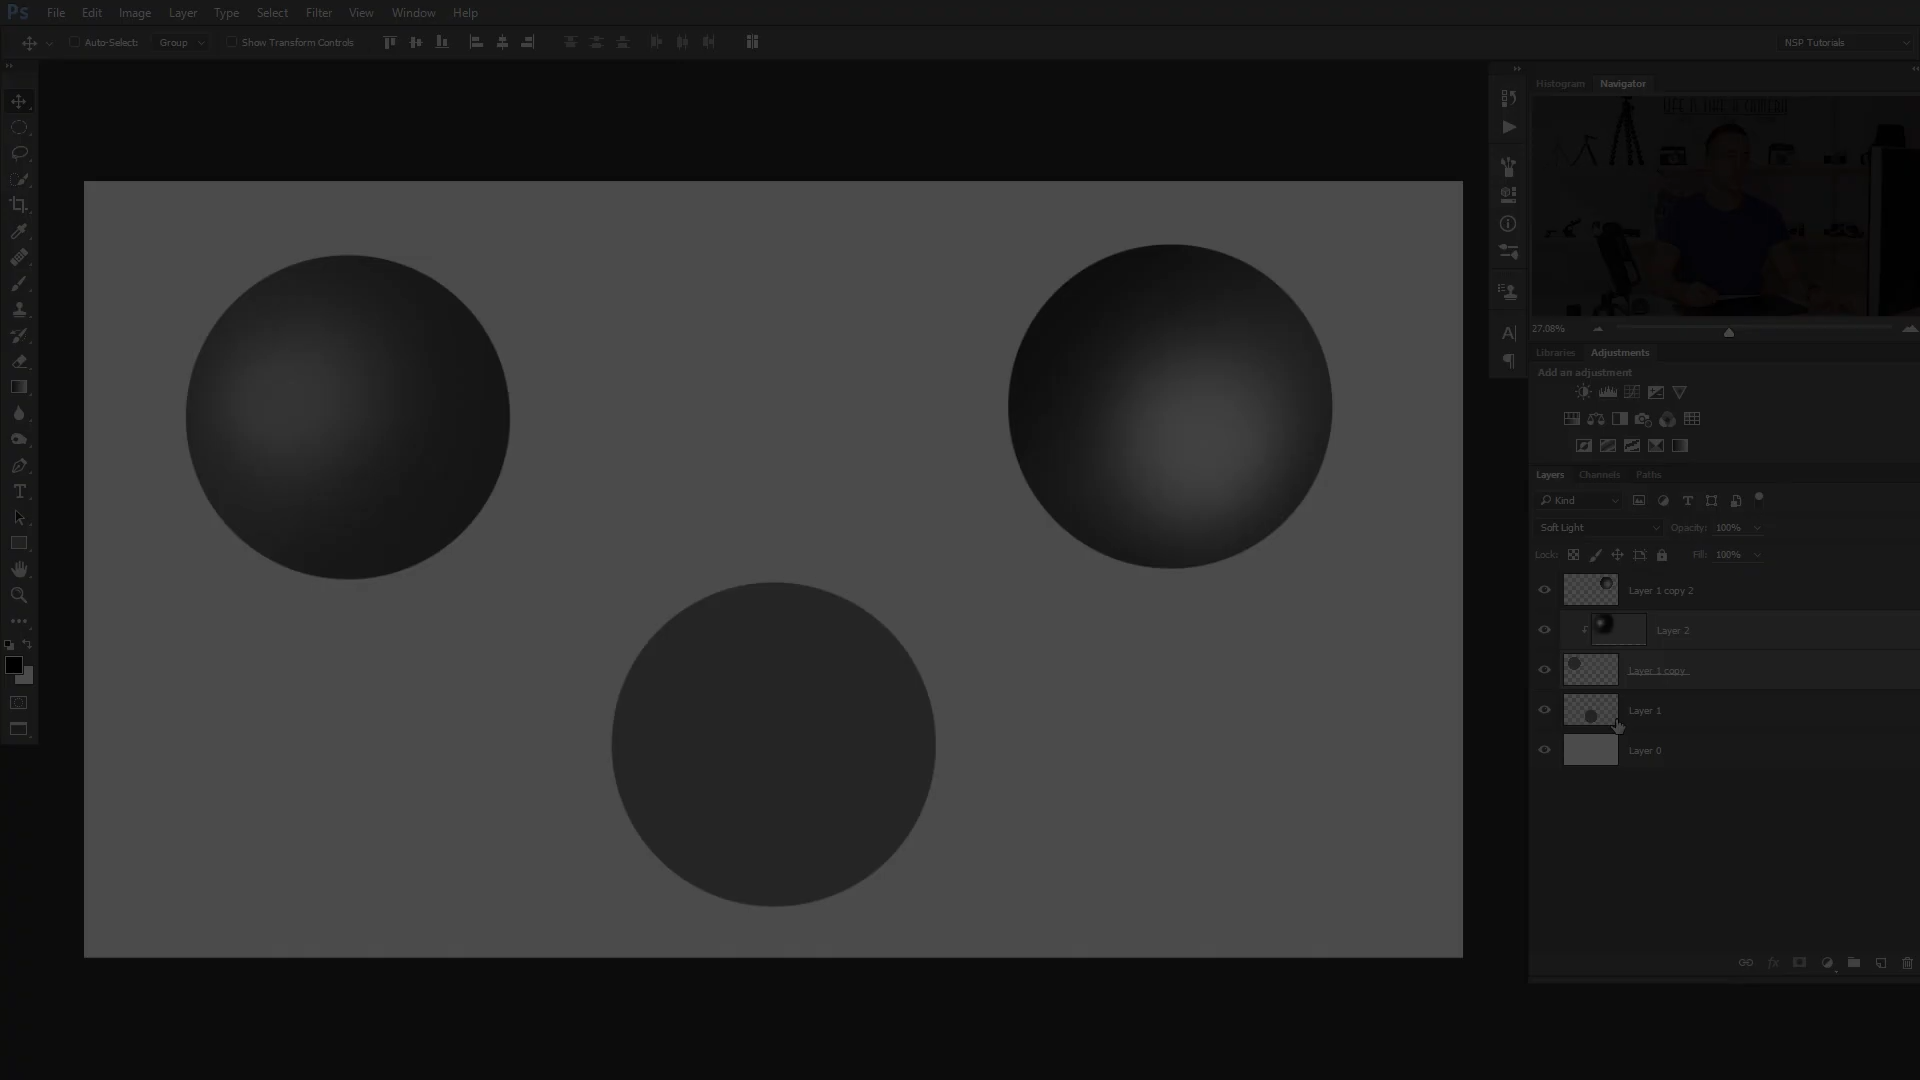 Ps File Edit Image Layer Type Select Filter View Window Help
Auto-Select: Group Show Transform Controls NSP Tutorials
Histogram Navigator
27.08%
Libraries Adjustments
Add an adjustment
Layers Channels Paths
Kind
Soft Light Opacity: 100%
Lock: Fill: 100%
Layer 1 copy 2
Layer 2
Layer 1 copy
Layer 1
Layer 0